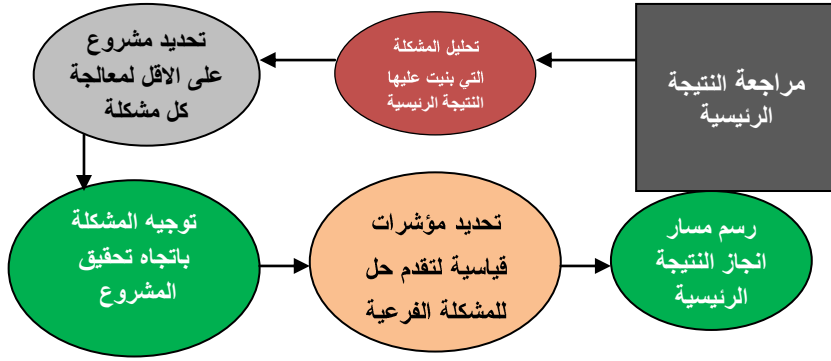 مراجعة النتيجة
الرئيسية
تحليل المشكلة
التي بنيت عليها
النتيجة الرئيسية
تحديد مشروع
على الاقل لمعالجة
كل مشكلة
توجيه المشكلة
باتجاه تحقيق
المشروع
تحديد مؤشرات
قياسية لتقدم حل
للمشكلة الفرعية
رسم مسار
انجاز النتيجة
الرئيسية